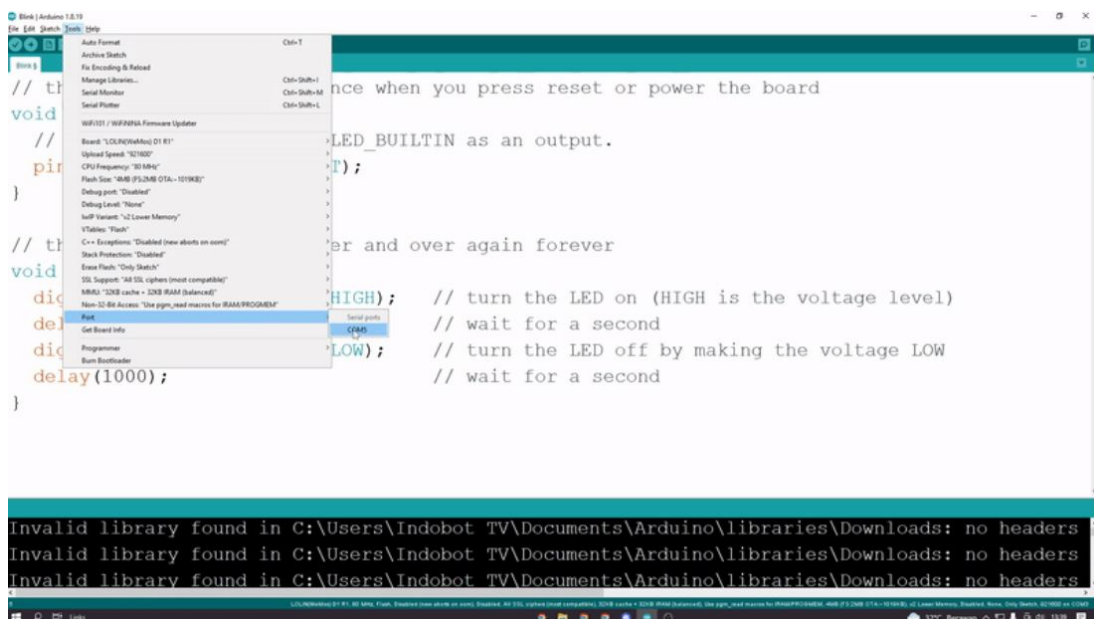 Blink | Arduino 1.8.19
File Edit Sketch Tools Help
Blink §
Auto Format Ctrl+T
Archive Sketch
Fix Encoding & Reload
Manage Libraries... Ctrl+Shift+I
Serial Monitor Ctrl+Shift+M
Serial Plotter Ctrl+Shift+L
WiFi101 / WiFiNINA Firmware Updater
Board: "LOLIN(WeMos) D1 R1"
Upload Speed: "921600"
CPU Frequency: "80 MHz"
Flash Size: "4MB (FS:2MB OTA:~1019KB)"
Debug port: "Disabled"
Debug Level: "None"
lwIP Variant: "v2 Lower Memory"
VTables: "Flash"
C++ Exceptions: "Disabled (new aborts on oom)"
Stack Protection: "Disabled"
Erase Flash: "Only Sketch"
SSL Support: "All SSL ciphers (most compatible)"
MMU: "32KB cache + 32KB IRAM (balanced)"
Non-32-Bit Access: "Use pgm_read macros for IRAM/PROGMEM"
Port
Serial ports
Get Board Info
Programmer
Burn Bootloader
// th nce when you press reset or power the board
void
// LED_BUILTIN as an output.
pin T);
}
// th er and over again forever
void
dig HIGH); // turn the LED on (HIGH is the voltage level)
del // wait for a second
dig LOW); // turn the LED off by making the voltage LOW
delay(1000); // wait for a second
}
Invalid library found in C:\Users\Indobot TV\Documents\Arduino\libraries\Downloads: no headers
Invalid library found in C:\Users\Indobot TV\Documents\Arduino\libraries\Downloads: no headers
Invalid library found in C:\Users\Indobot TV\Documents\Arduino\libraries\Downloads: no headers
Links
32°C Berawan